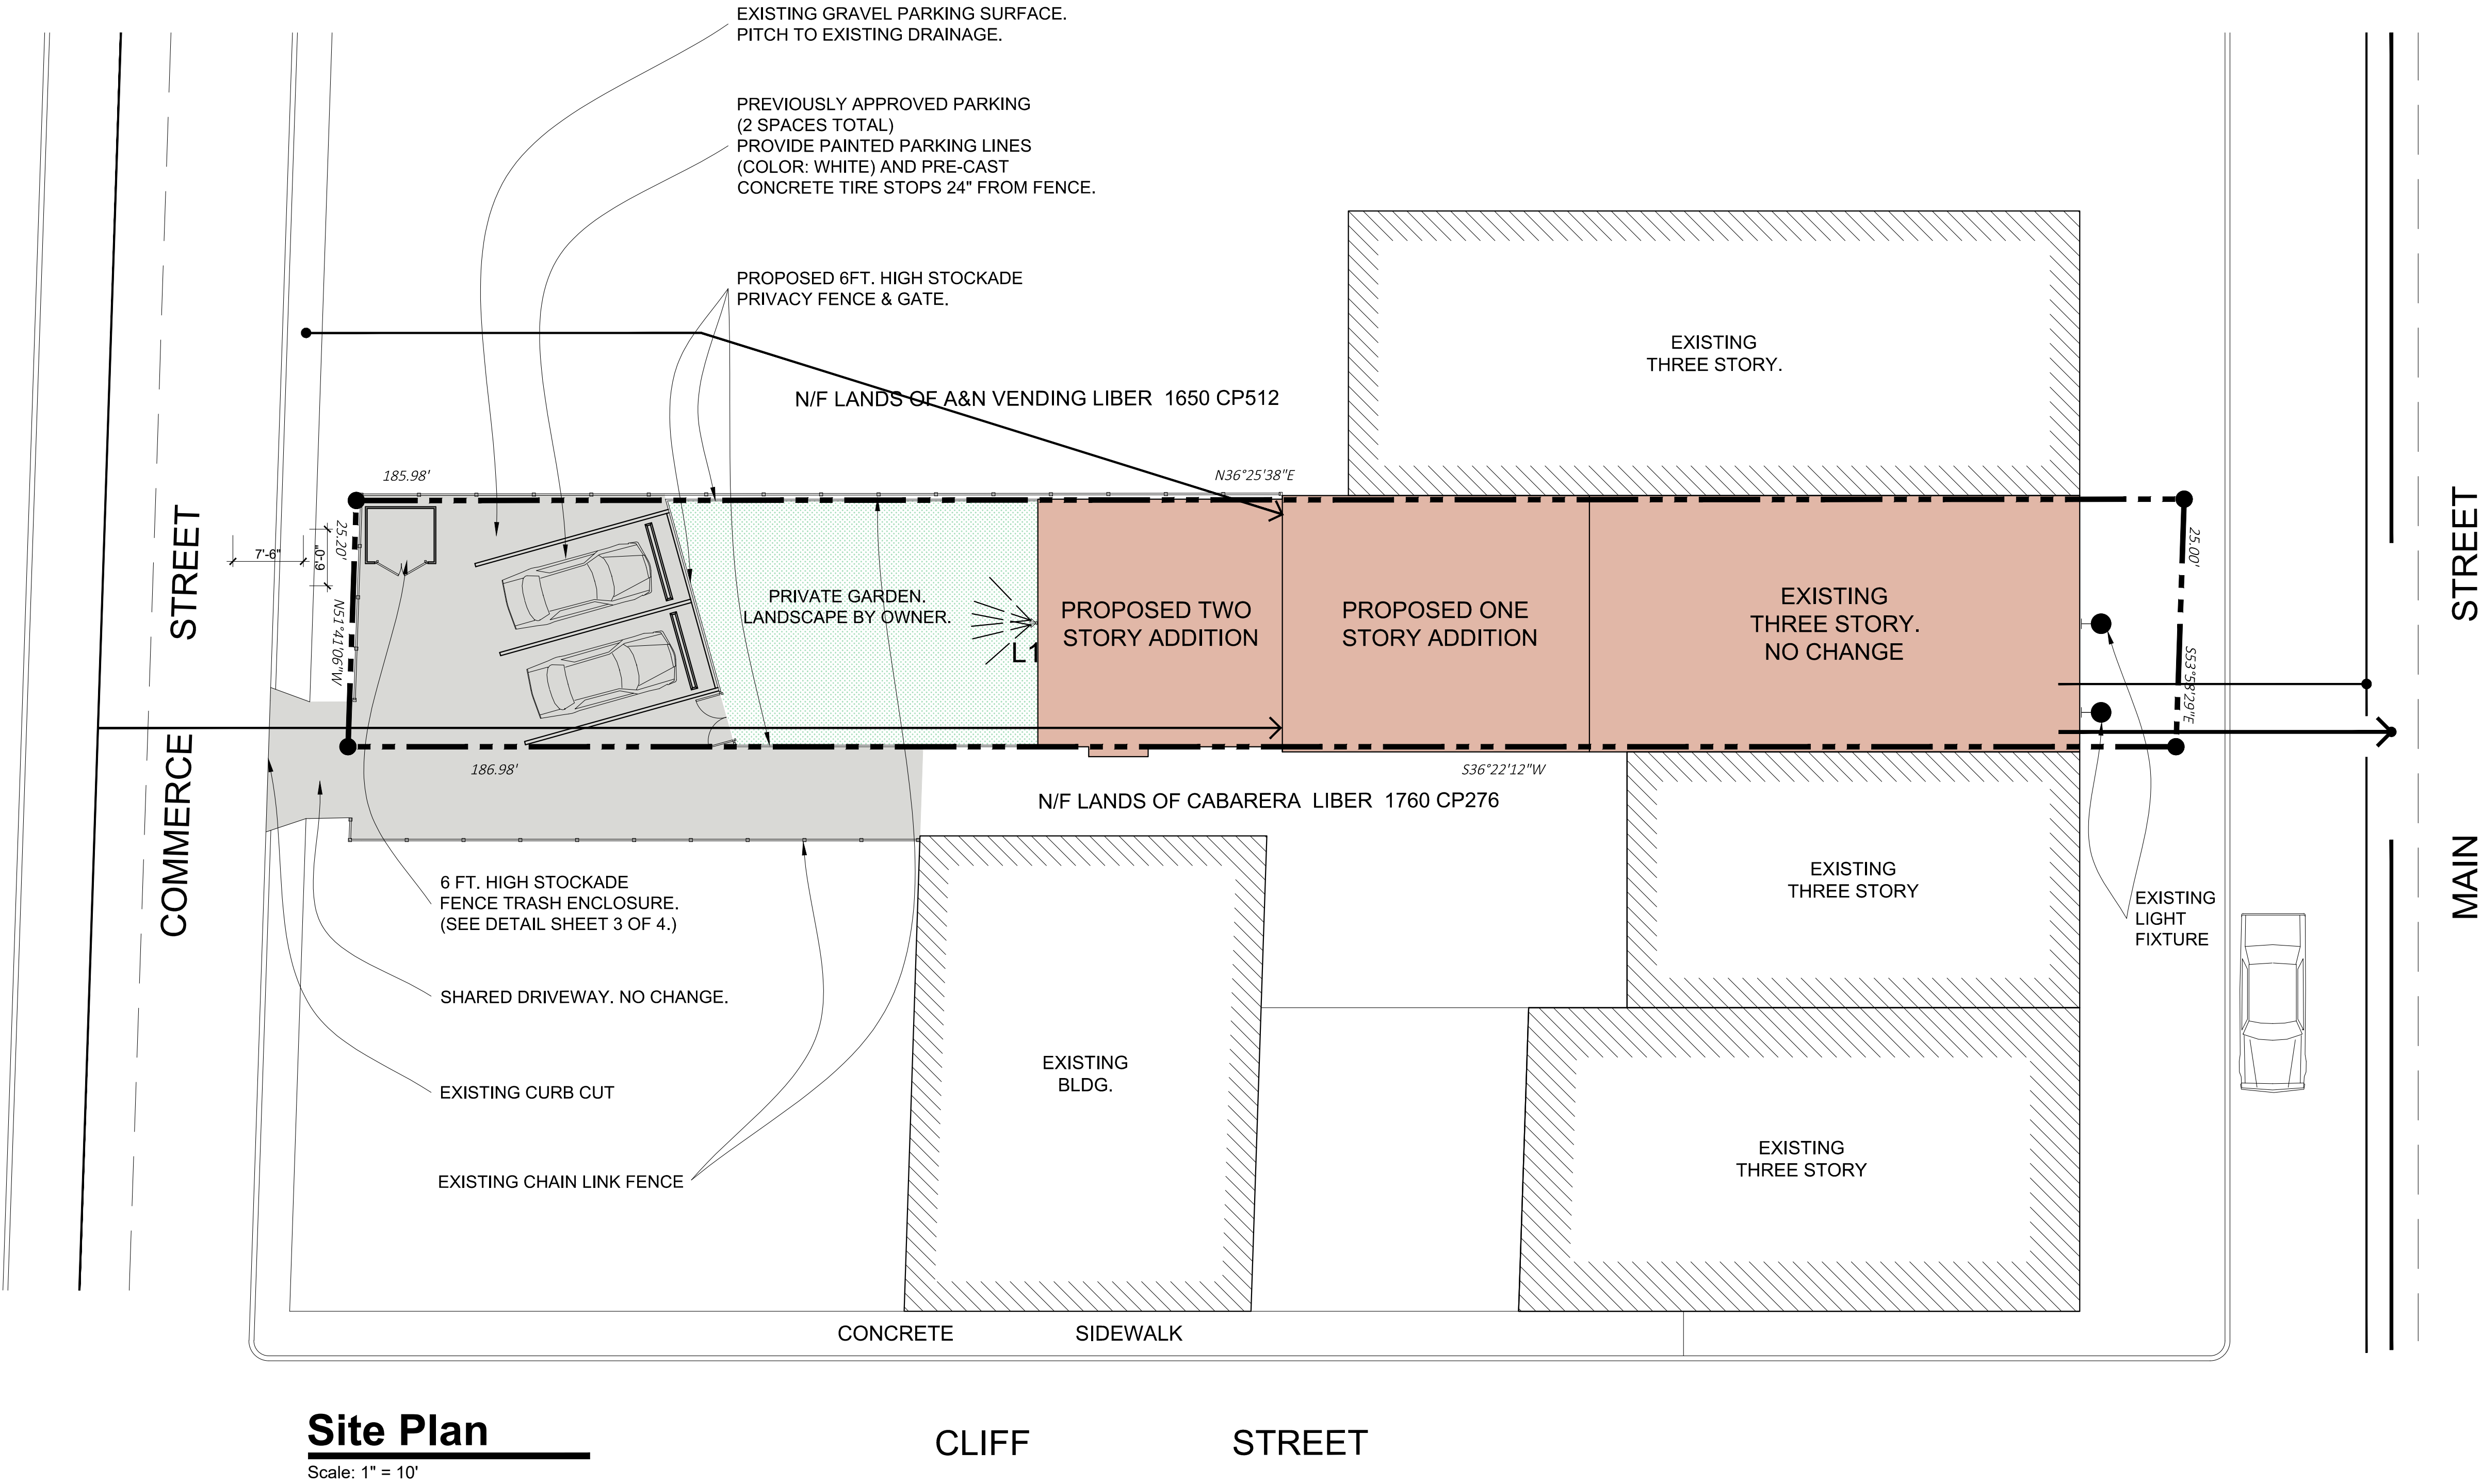 EXISTING GRAVEL PARKING SURFACE.
PITCH TO EXISTING DRAINAGE.
PREVIOUSLY APPROVED PARKING
(2 SPACES TOTAL)
PROVIDE PAINTED PARKING LINES
(COLOR: WHITE) AND PRE-CAST
CONCRETE TIRE STOPS 24" FROM FENCE.
PROPOSED 6FT. HIGH STOCKADE
PRIVACY FENCE & GATE.
EXISTING
THREE STORY.
N/F LANDS OF A&N VENDING LIBER 1650 CP512
185.98'
N36°25'38"E
25.20'
7'-6"
6'-0"
N51°41'06"W
COMMERCE STREET
PRIVATE GARDEN.
LANDSCAPE BY OWNER.
L1
PROPOSED TWO
STORY ADDITION
PROPOSED ONE
STORY ADDITION
EXISTING
THREE STORY.
NO CHANGE
25.00'
S53°58'29"E
MAIN STREET
186.98'
S36°22'12"W
N/F LANDS OF CABARERA LIBER 1760 CP276
6 FT. HIGH STOCKADE
FENCE TRASH ENCLOSURE.
(SEE DETAIL SHEET 3 OF 4.)
EXISTING
THREE STORY
EXISTING
LIGHT
FIXTURE
SHARED DRIVEWAY. NO CHANGE.
EXISTING CURB CUT
EXISTING
BLDG.
EXISTING CHAIN LINK FENCE
EXISTING
THREE STORY
CONCRETE SIDEWALK
Site Plan
Scale: 1" = 10'
CLIFF STREET